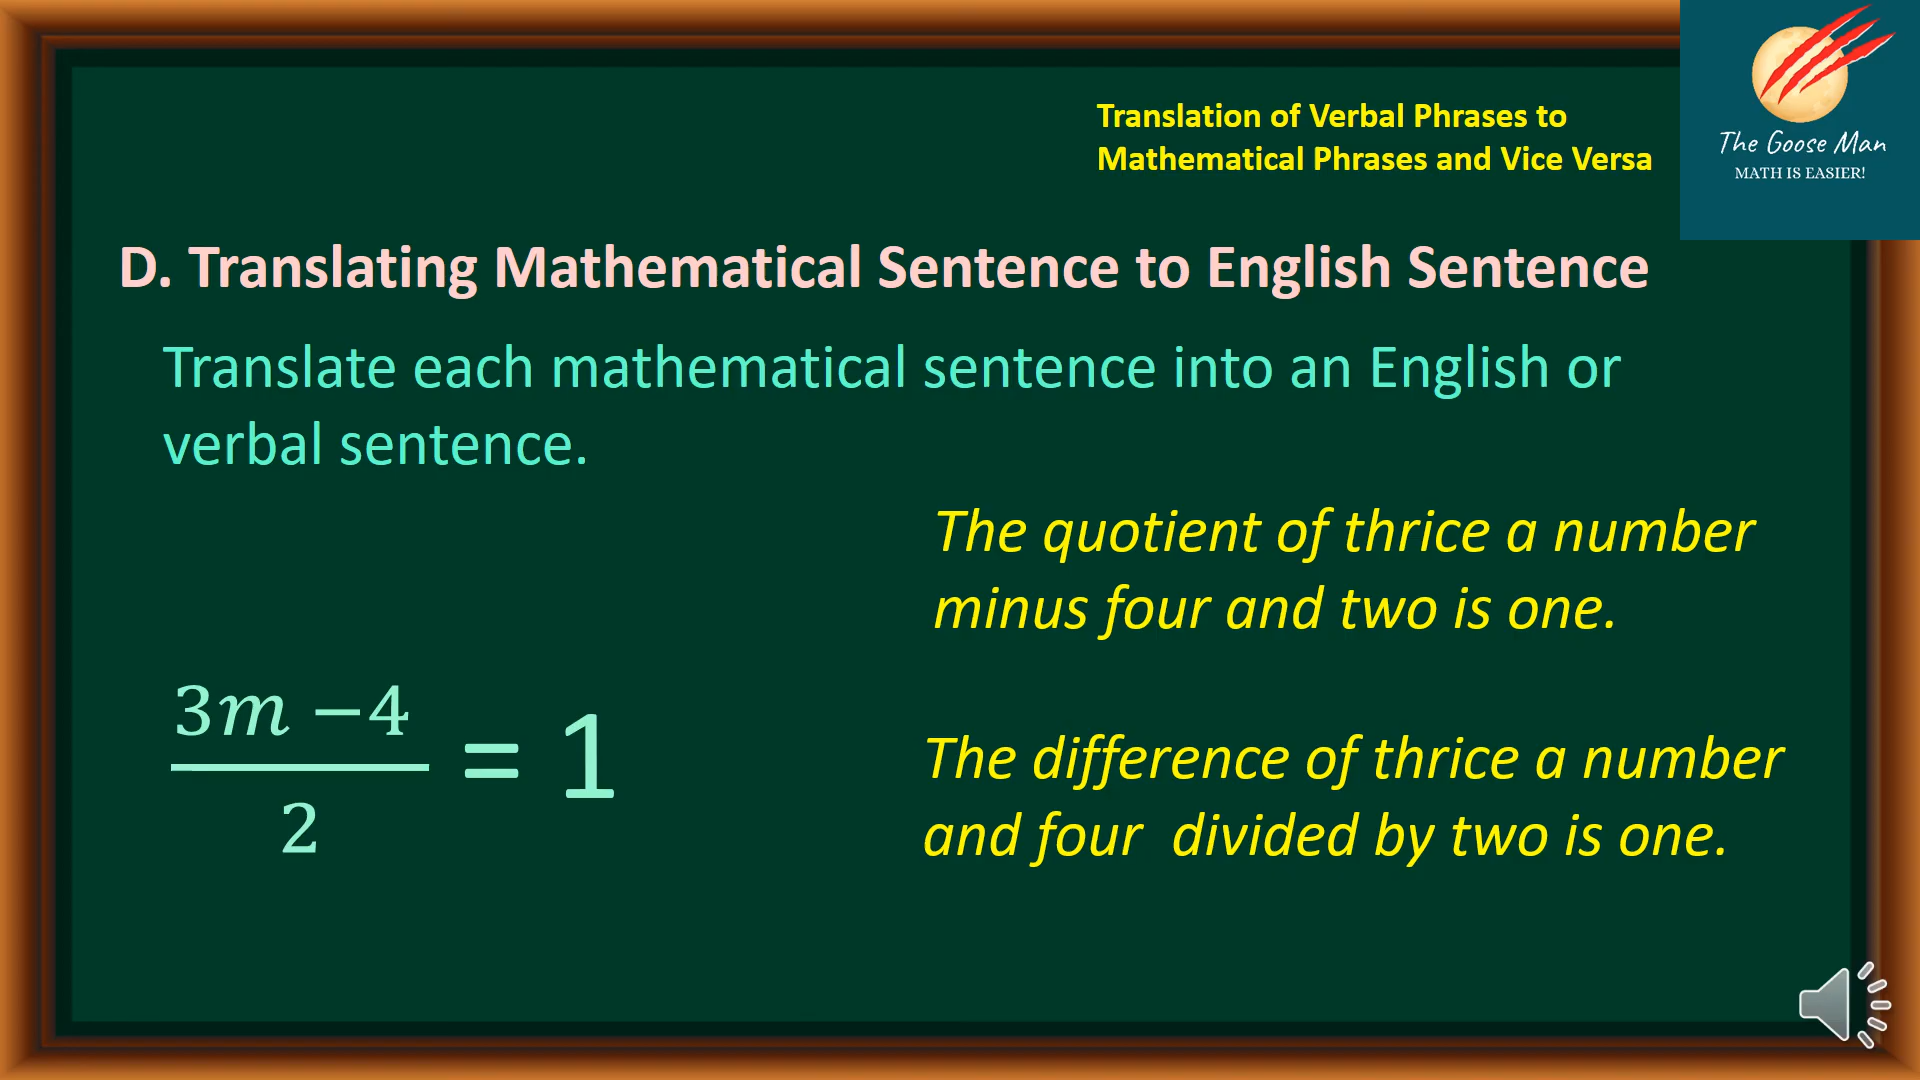 Translation of Verbal Phrases to
Mathematical Phrases and Vice Versa
The Goose Man
MATH IS EASIER!
D. Translating Mathematical Sentence to English Sentence
Translate each mathematical sentence into an English or
verbal sentence.
The quotient of thrice a number
minus four and two is one.
3m −4
2
= 1
The difference of thrice a number
and four divided by two is one.